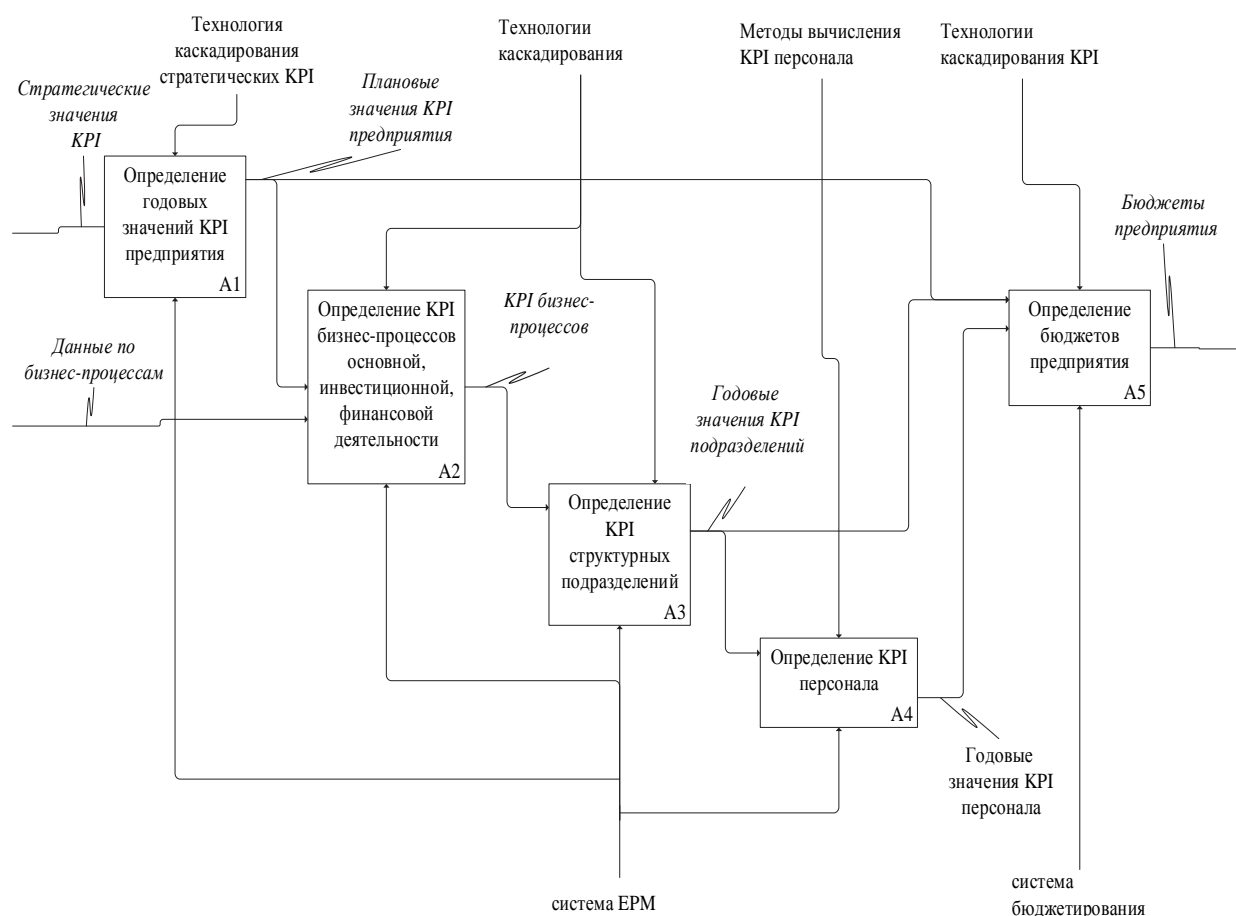 Технология
каскадирования
стратегических KPI
Технологии
каскадирования
Методы вычисления
KPI персонала
Технологии
каскадирования KPI
Стратегические
значения
KPI
Плановые
значения KPI
предприятия
Определение
годовых
значений KPI
предприятия
A1
Бюджеты
предприятия
Данные по
бизнес-процессам
Определение KPI
бизнес-процессов
основной,
инвестиционной,
финансовой
деятельности
A2
KPI бизнес-
процессов
Определение
бюджетов
предприятия
A5
Годовые
значения KPI
подразделений
Определение
KPI
структурных
подразделений
A3
Определение KPI
персонала
A4
Годовые
значения KPI
персонала
система EPM
система
бюджетирования